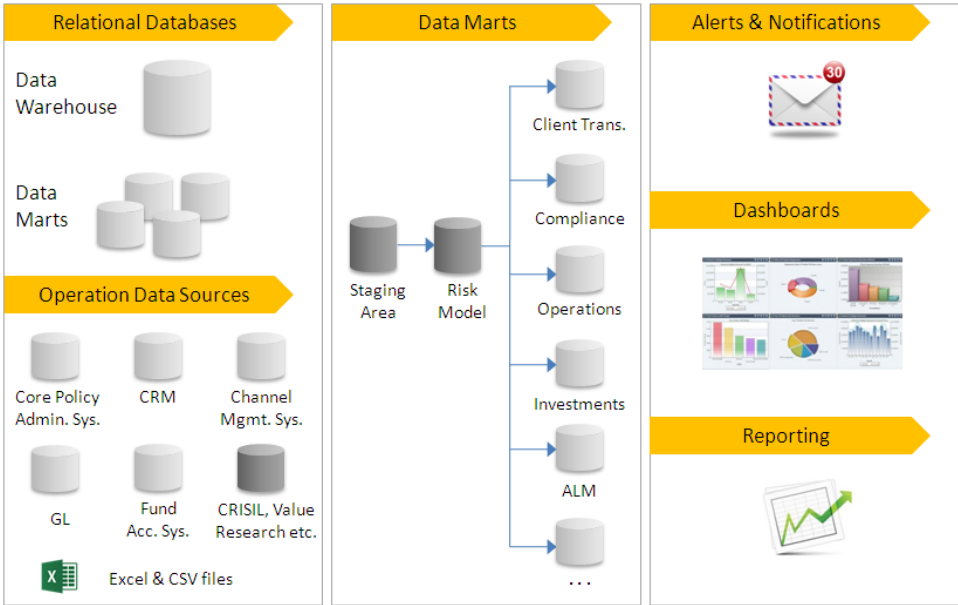 Relational Databases
Data
Warehouse
Data
Marts
Operation Data Sources
Core Policy
Admin. Sys.
CRM
Channel
Mgmt. Sys.
GL
Fund
Acc. Sys.
CRISIL, Value
Research etc.
Excel & CSV files
Data Marts
Staging
Area
Risk
Model
Client Trans.
Compliance
Operations
Investments
ALM
...
Alerts & Notifications
30
Dashboards
Reporting